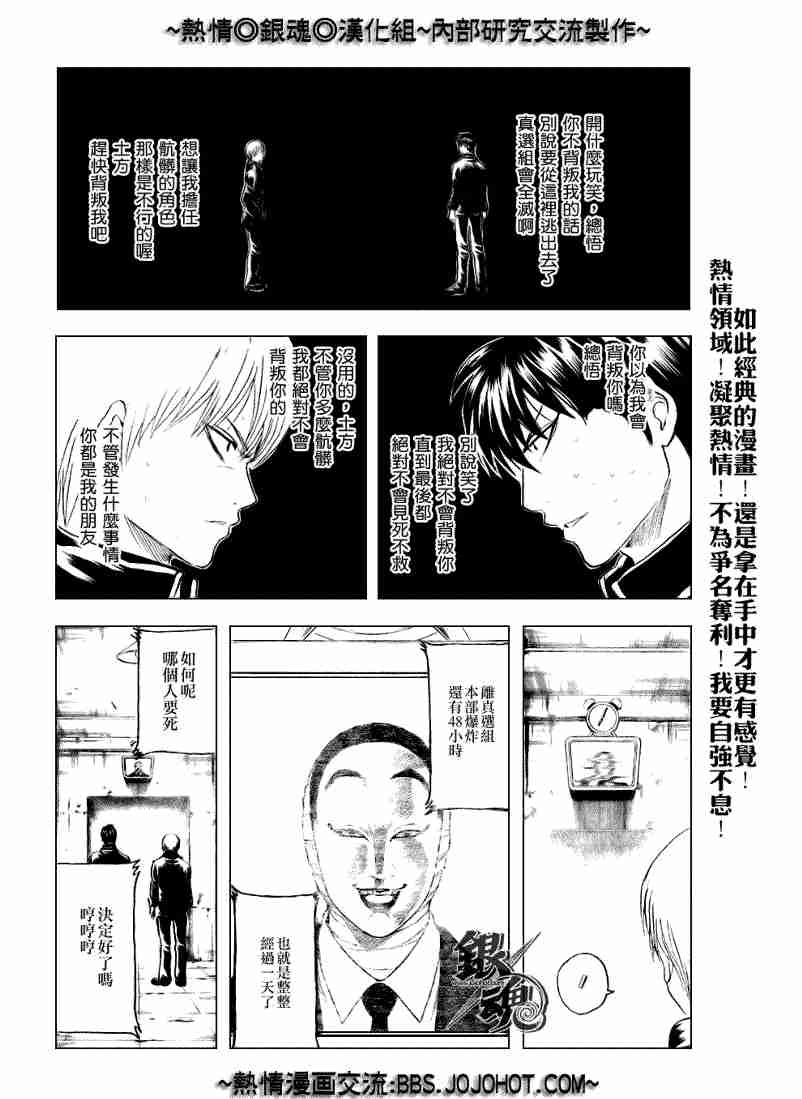 ~熱情◎銀魂◎漢化組~內部研究交流製作~
開什麼玩笑，總悟
你不背叛我的話
別說要從這裡逃出去了
真選組會全滅啊
想讓我擔任
骯髒的角色
那樣是不行的喔
土方
趕快背叛我吧
你以為我會
背叛你嗎
總悟
別說笑了
我絕對不會背叛你
直到最後都
絕對不會見死不救
沒用的，土方
不管你多麼骯髒
我都絕對不會
背叛你的
不管發生什麼事情
你都是我的朋友
離真選組
本部爆炸
還有48小時
也就是整整
經過一天了
銀魂
如何呢
哪個人要死
決定好了嗎
哼哼哼
如此經典的漫畫！還是拿在手中才更有感覺！
熱情領域！凝聚熱情！不為爭名奪利！我要自強不息！
~熱情漫画交流:BBS.JOJOHOT.COM~